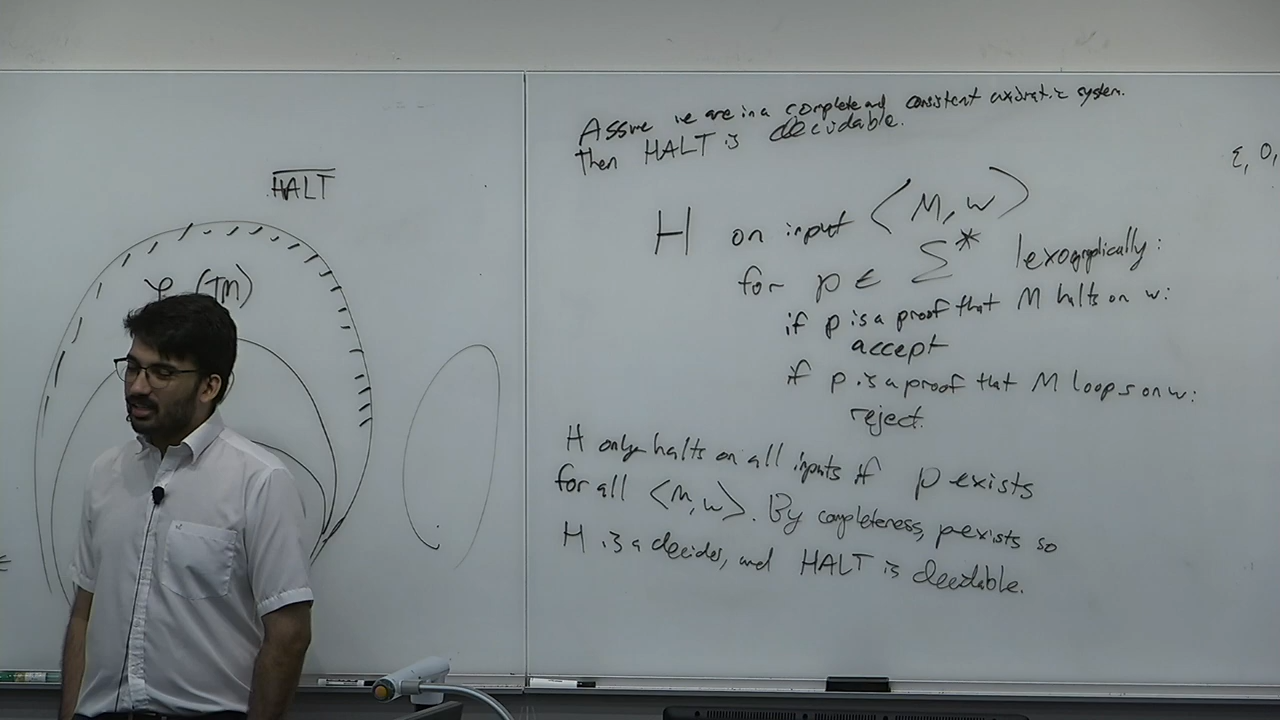 HALT
(TM)
Assume we are in a complete and consistent axiomatic system.
then HALT is decidable.
Σ, 0,
H on input ⟨M, w⟩
for p ∈ Σ* lexographically:
if p is a proof that M halts on w:
accept
if p is a proof that M loops on w:
reject.
H only halts on all inputs if p exists
for all ⟨M, w⟩. By completeness, p exists so
H is a decider, and HALT is decidable.